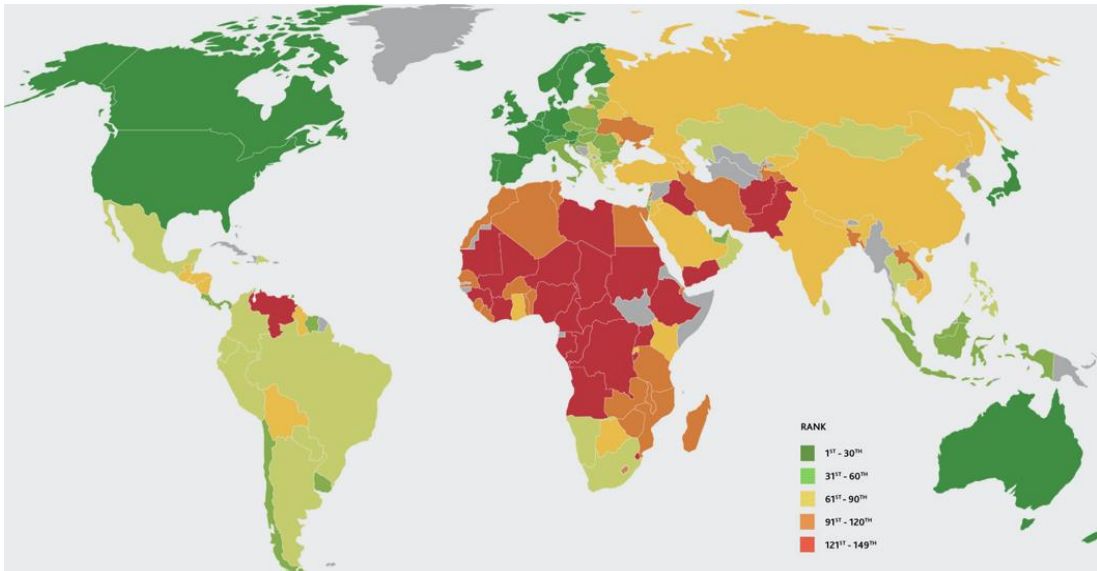 RANK
1ST - 30TH
31ST - 60TH
61ST - 90TH
91ST - 120TH
121ST - 149TH